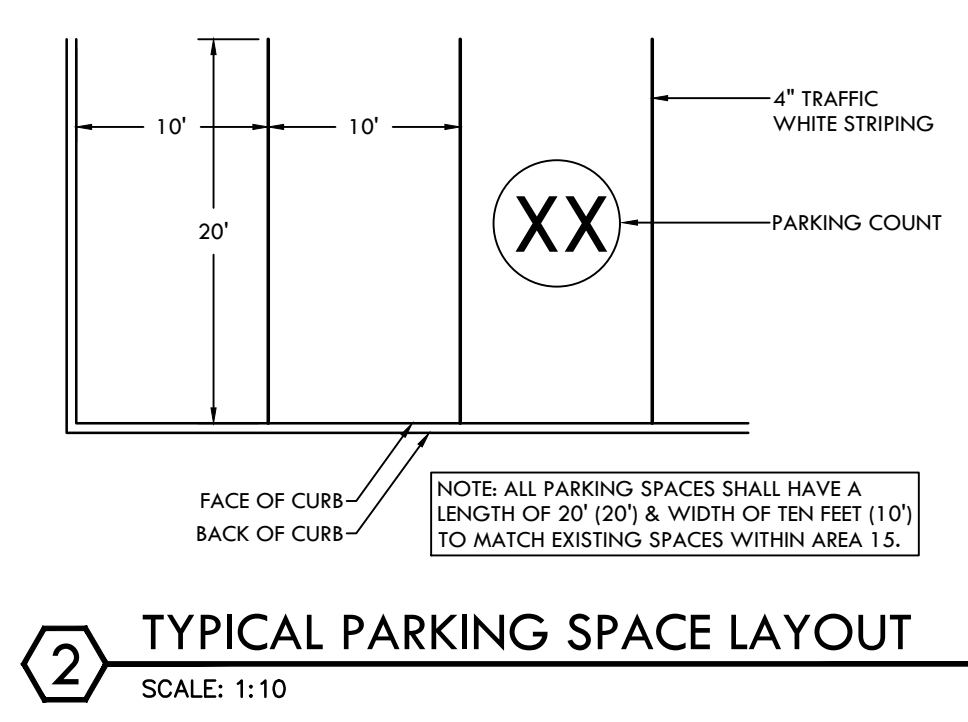 4" TRAFFIC
WHITE STRIPING
10'
10'
20'
XX
PARKING COUNT
FACE OF CURB
BACK OF CURB
NOTE: ALL PARKING SPACES SHALL HAVE A
LENGTH OF 20' (20') & WIDTH OF TEN FEET (10')
TO MATCH EXISTING SPACES WITHIN AREA 15.
2
TYPICAL PARKING SPACE LAYOUT
SCALE: 1:10